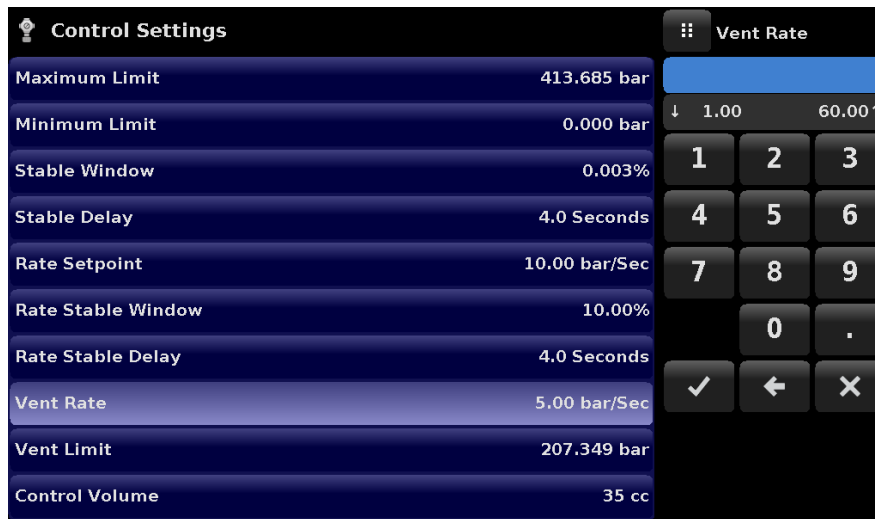 Control Settings
Maximum Limit 413.685 bar
Minimum Limit 0.000 bar
Stable Window 0.003%
Stable Delay 4.0 Seconds
Rate Setpoint 10.00 bar/Sec
Rate Stable Window 10.00%
Rate Stable Delay 4.0 Seconds
Vent Rate 5.00 bar/Sec
Vent Limit 207.349 bar
Control Volume 35 cc
Vent Rate
↓ 1.00 60.00↑
1 2 3
4 5 6
7 8 9
0 .